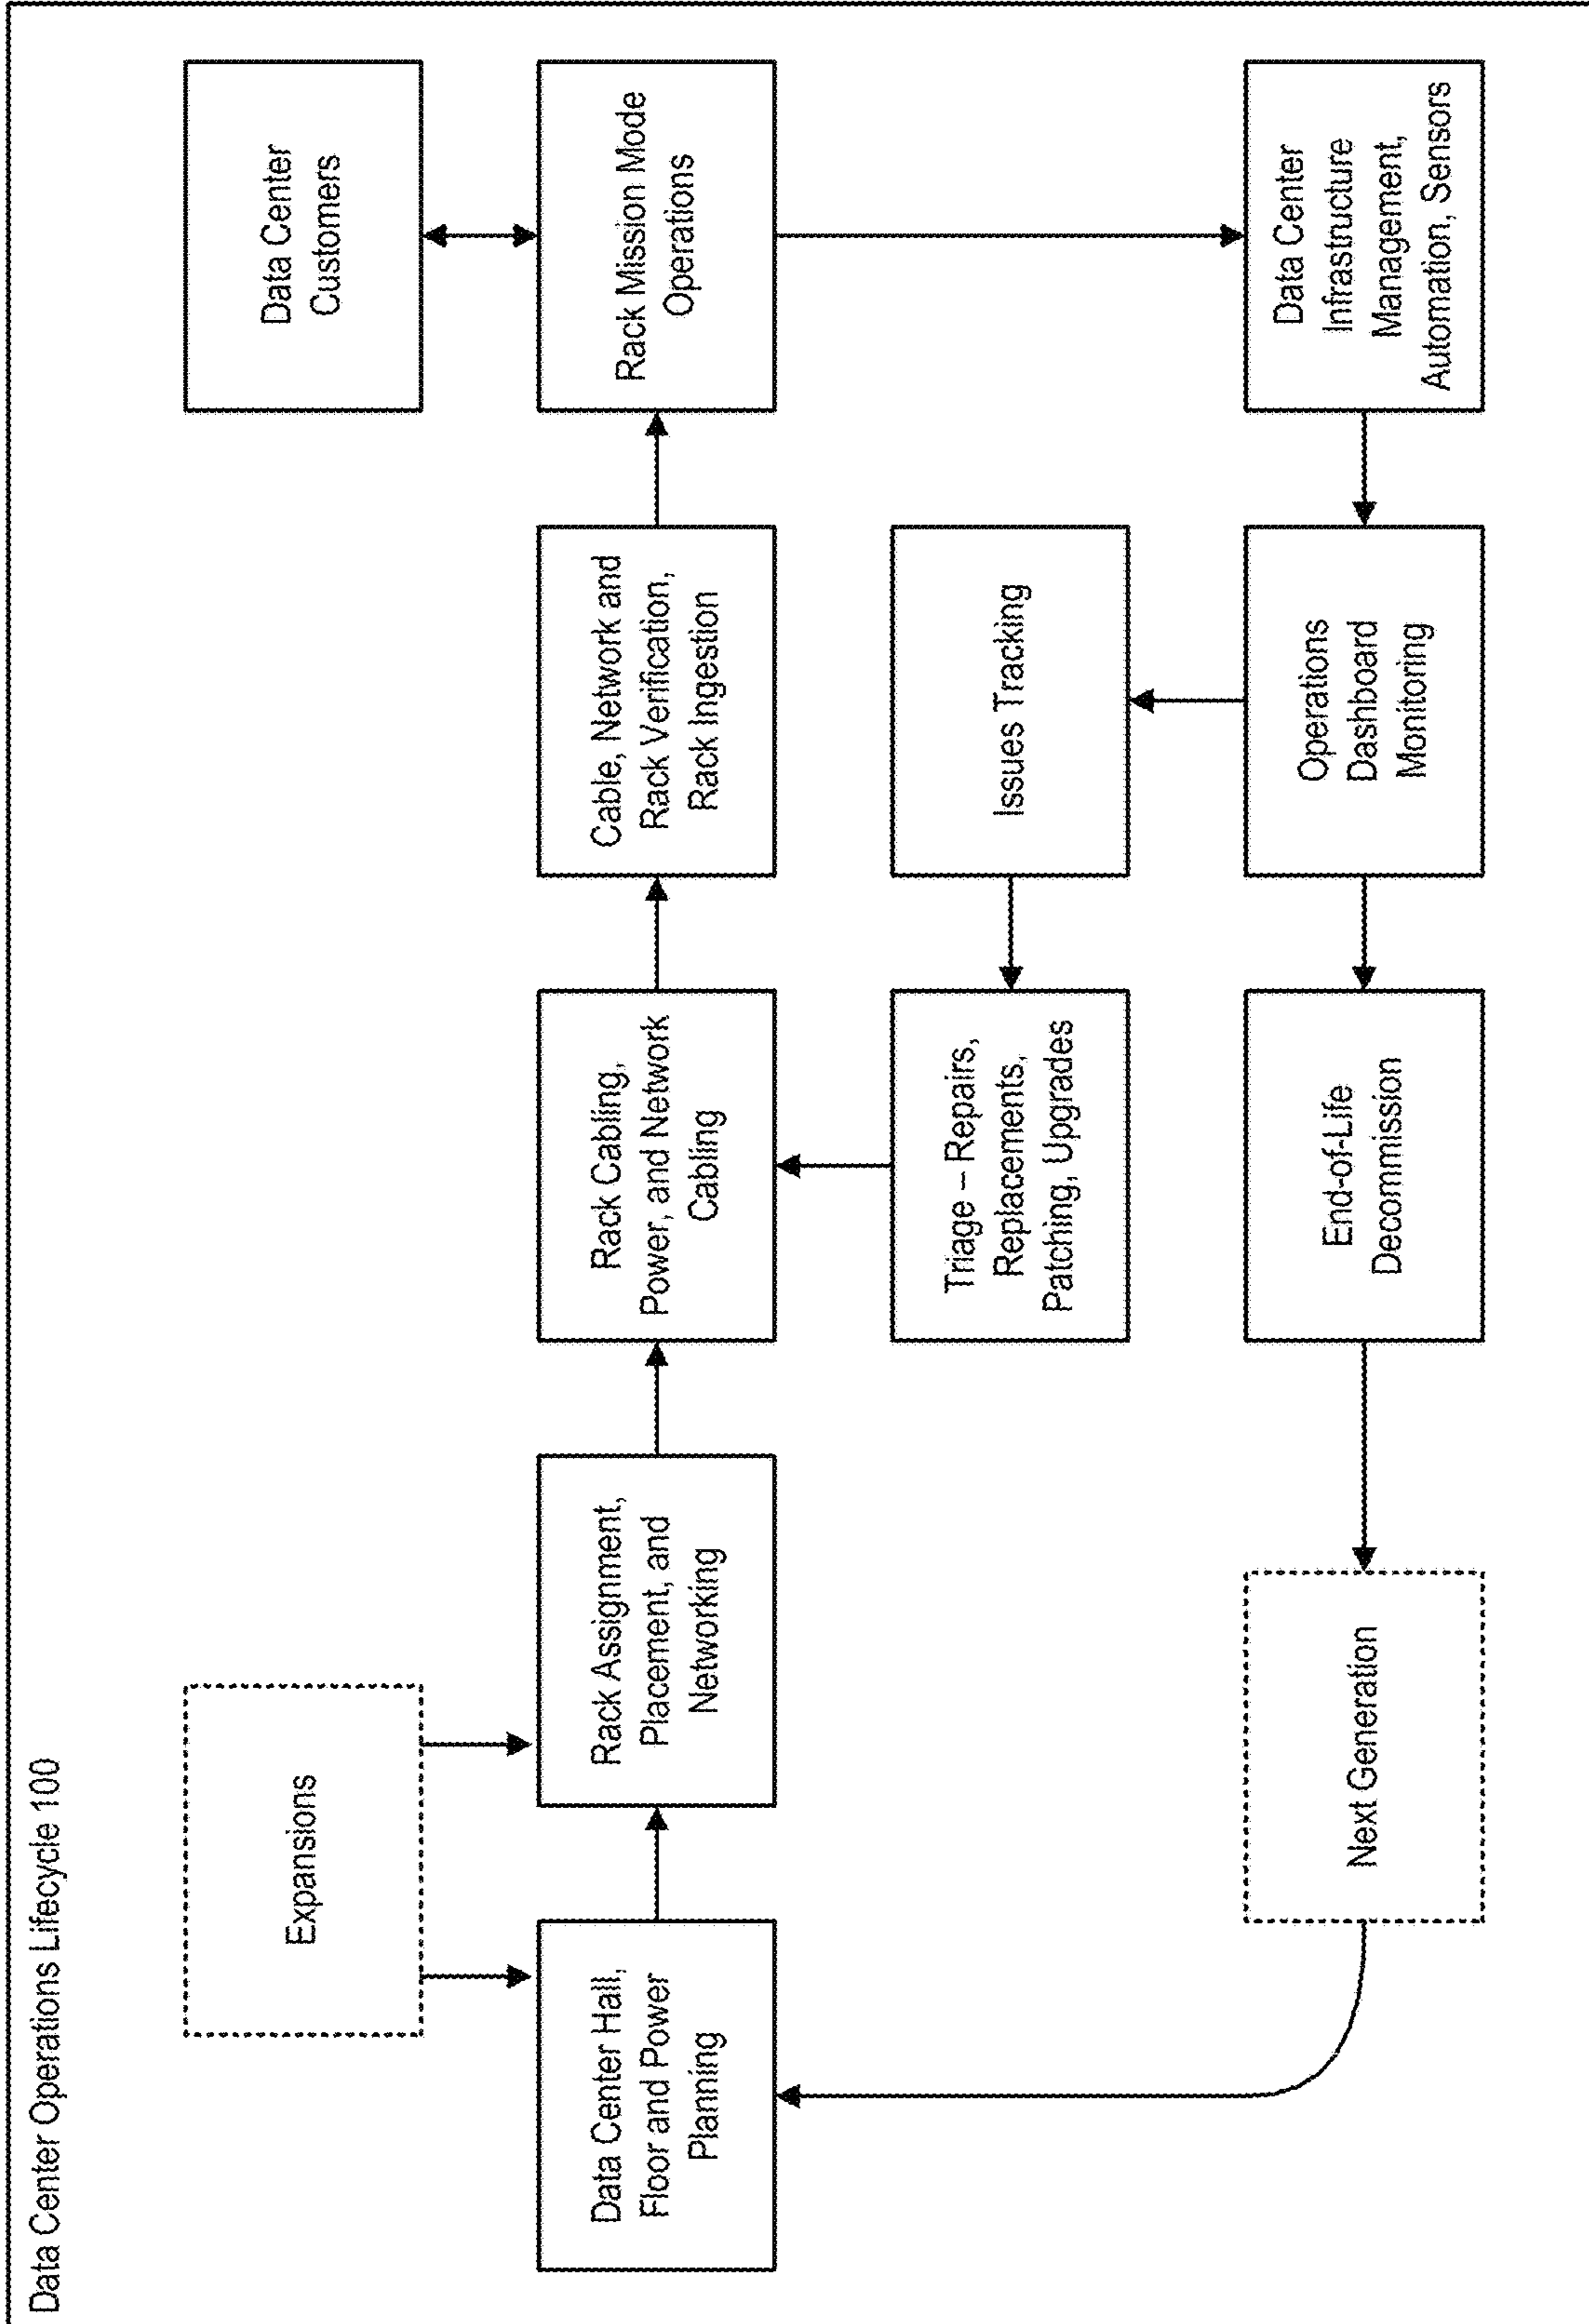 Data Center Operations Lifecycle 100
Expansions
Data Center
Customers
Data Center Hall,
Floor and Power
Planning
Rack Assignment,
Placement, and
Networking
Rack Cabling,
Power, and Network
Cabling
Cable, Network and
Rack Verification,
Rack Ingestion
Rack Mission Mode
Operations
Triage – Repairs,
Replacements,
Patching, Upgrades
Issues Tracking
Next Generation
End-of-Life
Decommission
Operations
Dashboard
Monitoring
Data Center
Infrastructure
Management,
Automation, Sensors